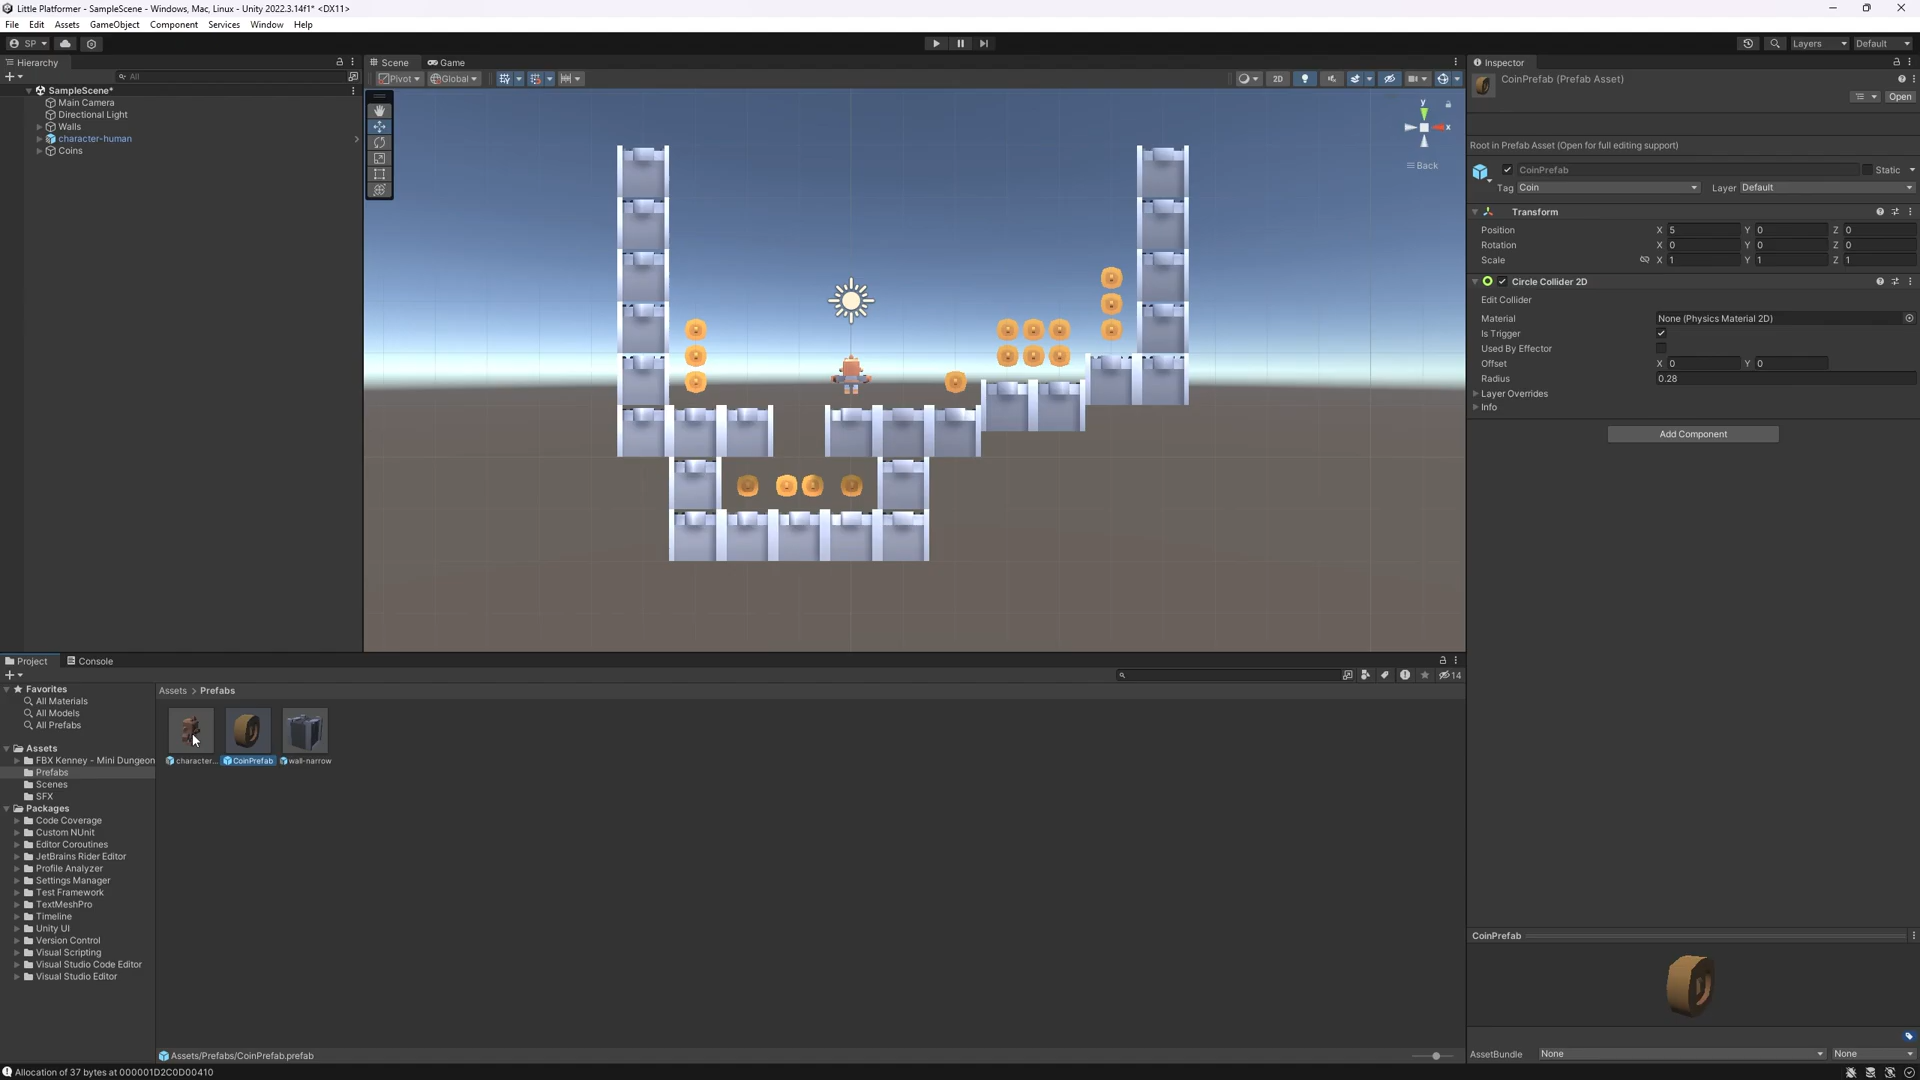 Little Platformer - SampleScene - Windows, Mac, Linux - Unity 2022.3.14f1* <DX11>
File Edit Assets GameObject Component Services Window Help
SP Layers Default
Hierarchy
All
SampleScene*
Main Camera
Directional Light
Walls
character-human
Coins
Scene Game
Pivot Global 2D
y
x
Back
Inspector
CoinPrefab (Prefab Asset)
Open
Root in Prefab Asset (Open for full editing support)
CoinPrefab Static
Tag Coin Layer Default
Transform
Position X 5 Y 0 Z 0
Rotation X 0 Y 0 Z 0
Scale X 1 Y 1 Z 1
Circle Collider 2D
Edit Collider
Material None (Physics Material 2D)
Is Trigger
Used By Effector
Offset X 0 Y 0
Radius 0.28
Layer Overrides
Info
Add Component
Project Console
14
Favorites
All Materials
All Models
All Prefabs
Assets
FBX Kenney - Mini Dungeon
Prefabs
Scenes
SFX
Packages
Code Coverage
Custom NUnit
Editor Coroutines
JetBrains Rider Editor
Profile Analyzer
Settings Manager
Test Framework
TextMeshPro
Timeline
Unity UI
Version Control
Visual Scripting
Visual Studio Code Editor
Visual Studio Editor
Assets > Prefabs
character... CoinPrefab wall-narrow
Assets/Prefabs/CoinPrefab.prefab
CoinPrefab
AssetBundle None None
Allocation of 37 bytes at 000001D2C0D00410